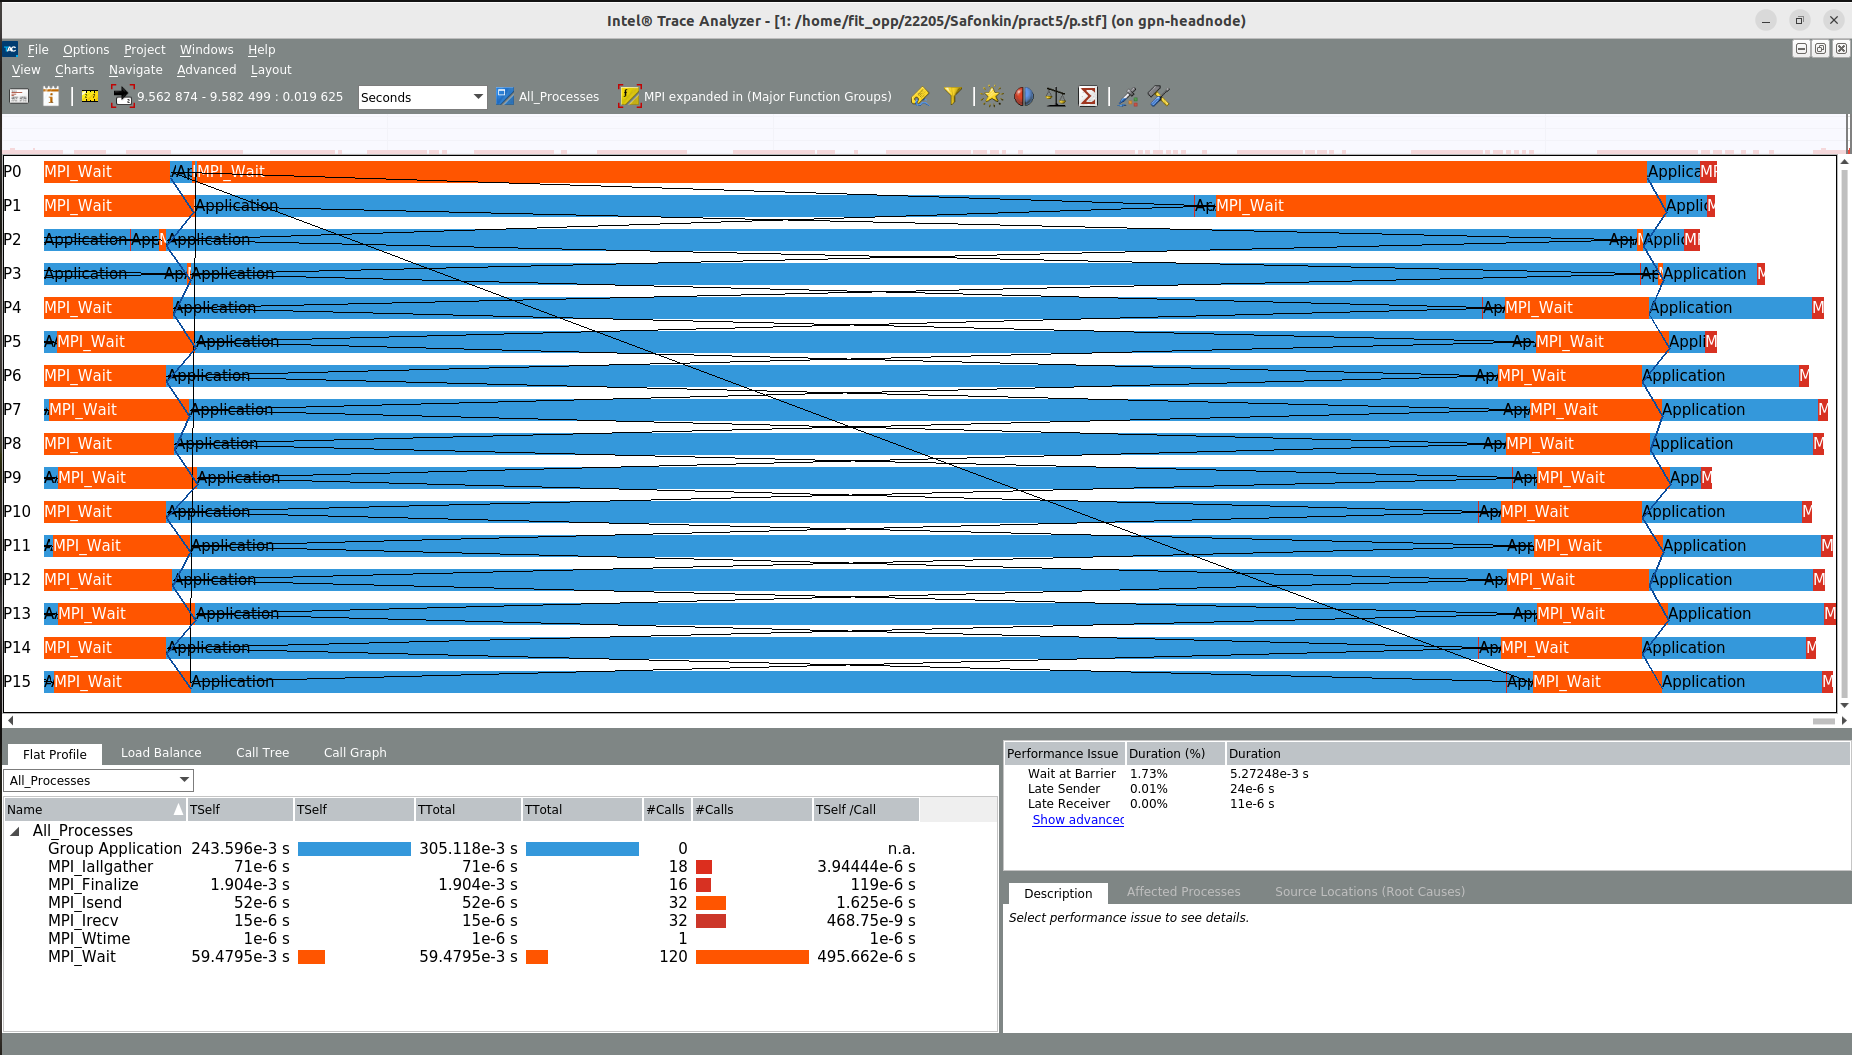 Intel® Trace Analyzer - [1: /home/fit_opp/22205/Safonkin/pract5/p.stf] (on gpn-headnode)
File Options Project Windows Help
View Charts Navigate Advanced Layout
9.562 874 - 9.582 499 : 0.019 625 Seconds All_Processes MPI expanded in (Major Function Groups)
P0 MPI_Wait MPI_Wait Applica
P1 MPI_Wait Application Ap MPI_Wait Appli
P2 Application App Application App Appli
P3 Application Ap Application Ap Application
P4 MPI_Wait Application Ap MPI_Wait Application M
P5 MPI_Wait Application Ap MPI_Wait Appli M
P6 MPI_Wait Application Ap MPI_Wait Application M
P7 MPI_Wait Application App MPI_Wait Application M
P8 MPI_Wait Application Ap MPI_Wait Application M
P9 MPI_Wait Application App MPI_Wait App M
P10 MPI_Wait Application Ap MPI_Wait Application M
P11 MPI_Wait Application App MPI_Wait Application M
P12 MPI_Wait Application Ap MPI_Wait Application M
P13 MPI_Wait Application App MPI_Wait Application M
P14 MPI_Wait Application Ap MPI_Wait Application M
P15 MPI_Wait Application App MPI_Wait Application M
Flat Profile Load Balance Call Tree Call Graph
All_Processes
Name TSelf TSelf TTotal TTotal #Calls #Calls TSelf /Call
All_Processes
Group Application 243.596e-3 s 305.118e-3 s 0 n.a.
MPI_Iallgather 71e-6 s 71e-6 s 18 3.94444e-6 s
MPI_Finalize 1.904e-3 s 1.904e-3 s 16 119e-6 s
MPI_Isend 52e-6 s 52e-6 s 32 1.625e-6 s
MPI_Irecv 15e-6 s 15e-6 s 32 468.75e-9 s
MPI_Wtime 1e-6 s 1e-6 s 1 1e-6 s
MPI_Wait 59.4795e-3 s 59.4795e-3 s 120 495.662e-6 s
Performance Issue Duration (%) Duration
Wait at Barrier 1.73% 5.27248e-3 s
Late Sender 0.01% 24e-6 s
Late Receiver 0.00% 11e-6 s
Show advanced
Description Affected Processes Source Locations (Root Causes)
Select performance issue to see details.